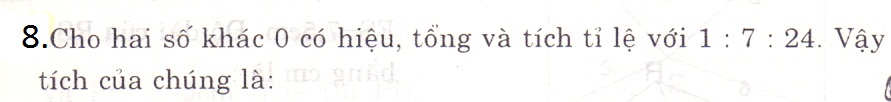 8.Cho hai số khác 0 có hiệu, tổng và tích tỉ lệ với 1 : 7 : 24. Vậy
tích của chúng là: